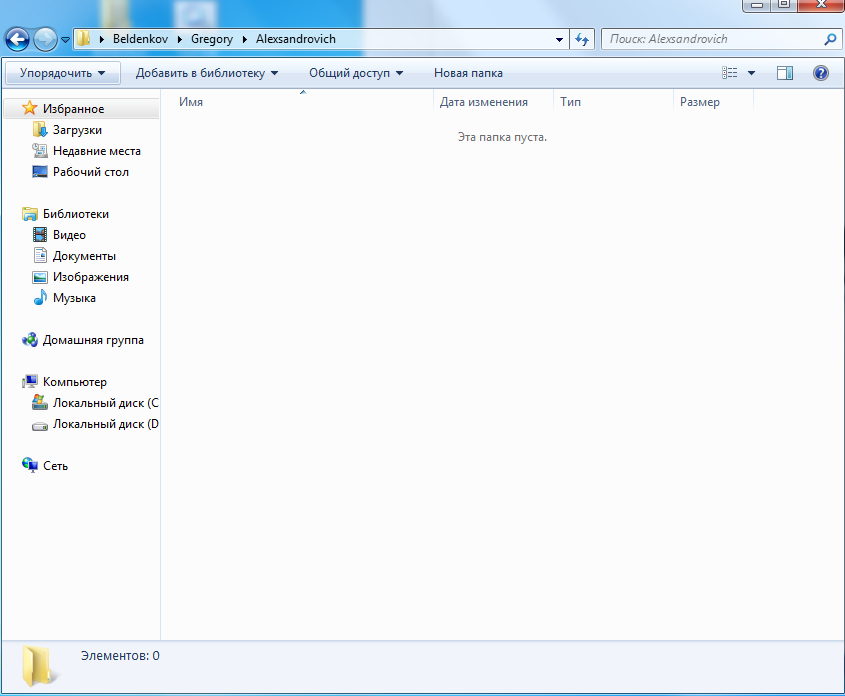 Beldenkov Gregory Alexsandrovich
Поиск: Alexsandrovich
Упорядочить Добавить в библиотеку Общий доступ Новая папка
Избранное
Загрузки
Недавние места
Рабочий стол
Библиотеки
Видео
Документы
Изображения
Музыка
Домашняя группа
Компьютер
Локальный диск (C
Локальный диск (D
Сеть
Имя Дата изменения Тип Размер
Эта папка пуста.
Элементов: 0